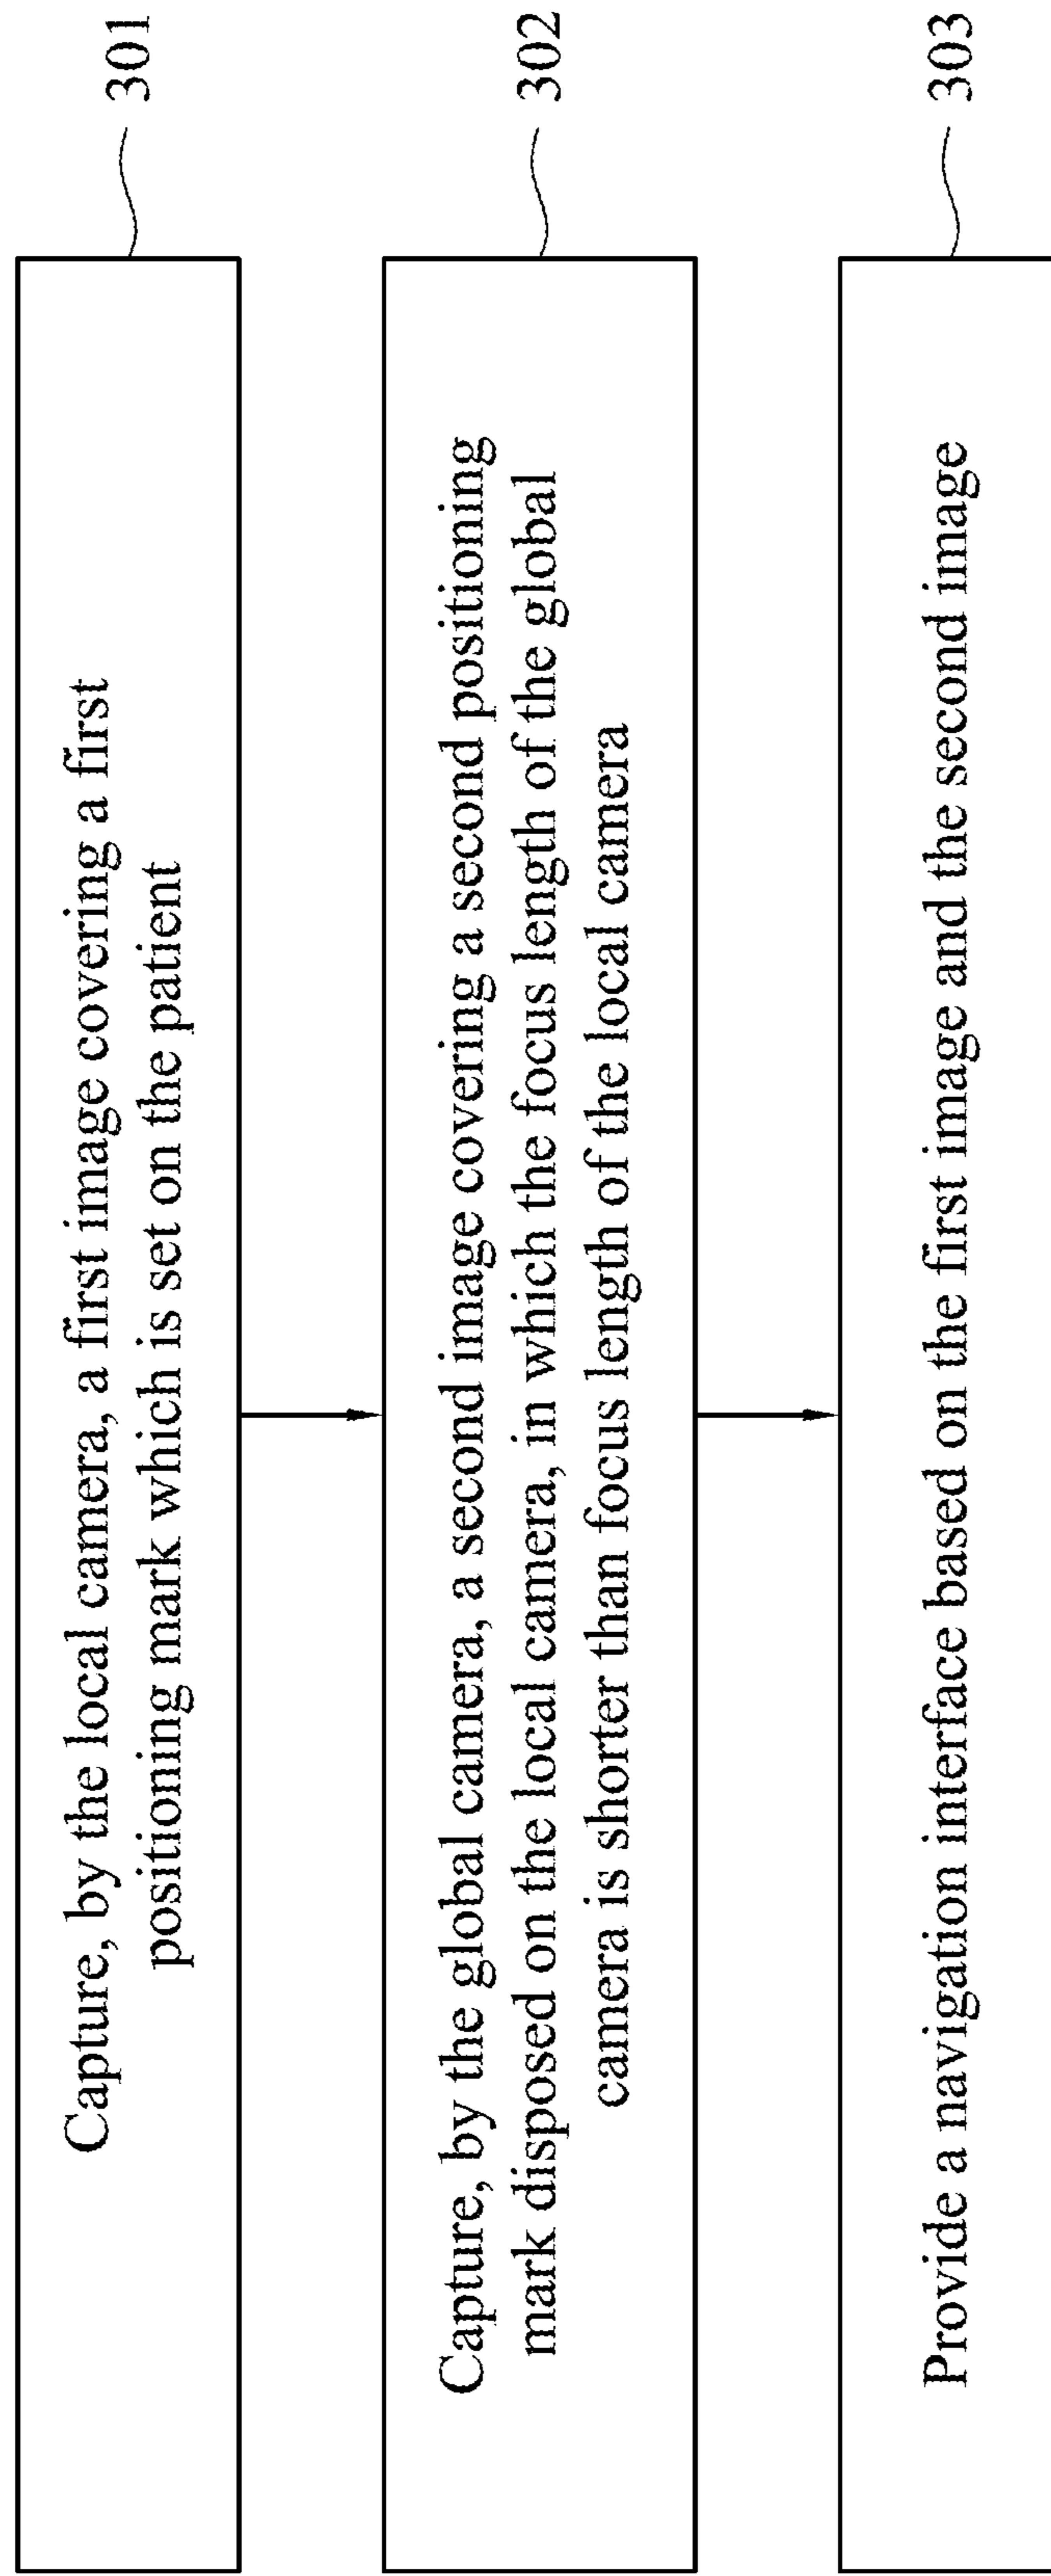 Capture, by the local camera, a first image covering a first
positioning mark which is set on the patient
301
Capture, by the global camera, a second image covering a second positioning
mark disposed on the local camera, in which the focus length of the global
camera is shorter than focus length of the local camera
302
Provide a navigation interface based on the first image and the second image
303